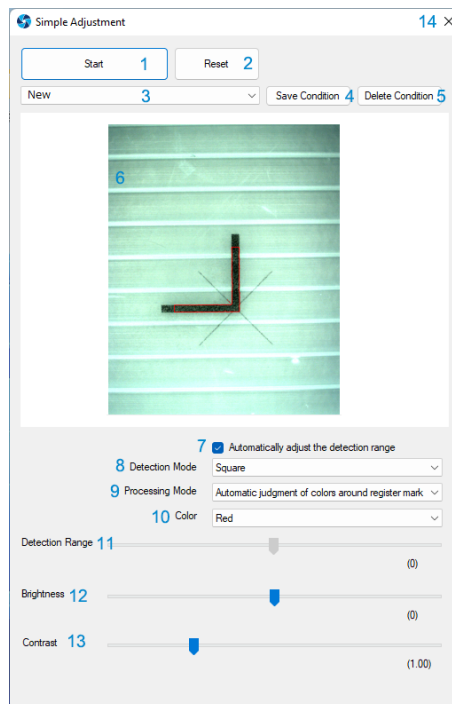 Simple Adjustment 14 ×
Start 1 Reset 2
New 3 Save Condition 4 Delete Condition 5
6
7 Automatically adjust the detection range
8 Detection Mode Square
9 Processing Mode Automatic judgment of colors around register mark
10 Color Red
Detection Range 11
(0)
Brightness 12
(0)
Contrast 13
(1.00)